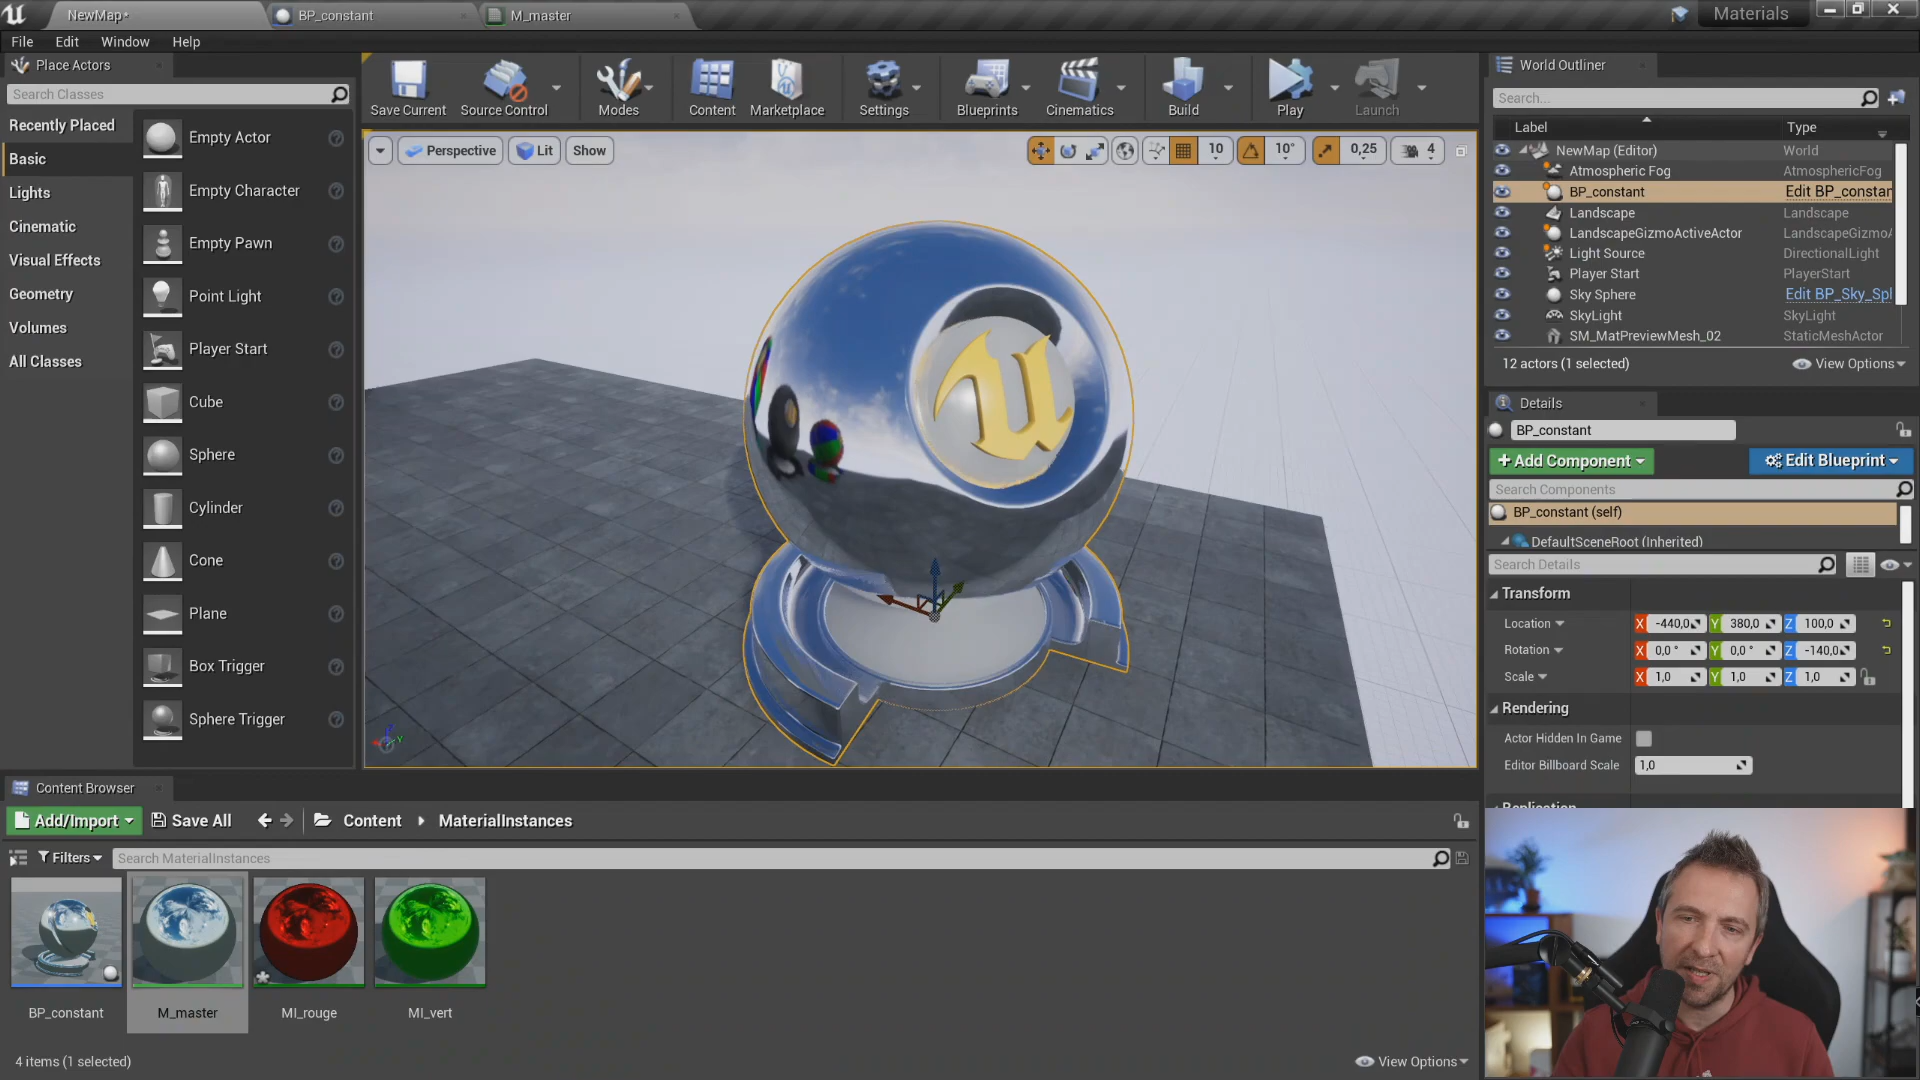 NewMap*
BP_constant
M_master
Materials
File
Edit
Window
Help
Place Actors
Search Classes
Recently Placed
Basic
Lights
Cinematic
Visual Effects
Geometry
Volumes
All Classes
Empty Actor
Empty Character
Empty Pawn
Point Light
Player Start
Cube
Sphere
Cylinder
Cone
Plane
Box Trigger
Sphere Trigger
Save Current
Source Control
Modes
Content
Marketplace
Settings
Blueprints
Cinematics
Build
Play
Launch
Perspective
Lit
Show
10
10°
0,25
4
World Outliner
Search...
Label
Type
NewMap (Editor)
World
Atmospheric Fog
AtmosphericFog
BP_constant
Edit BP_constan
Landscape
Landscape
LandscapeGizmoActiveActor
LandscapeGizmoA
Light Source
DirectionalLight
Player Start
PlayerStart
Sky Sphere
Edit BP_Sky_Spl
SkyLight
SkyLight
SM_MatPreviewMesh_02
StaticMeshActor
12 actors (1 selected)
View Options
Details
BP_constant
+ Add Component
Edit Blueprint
Search Components
BP_constant (self)
DefaultSceneRoot (Inherited)
Search Details
Transform
Location
X -440,0
Y 380,0
Z 100,0
Rotation
X 0,0 °
Y 0,0 °
Z -140,0
Scale
X 1,0
Y 1,0
Z 1,0
Rendering
Actor Hidden In Game
Editor Billboard Scale
1,0
Replication
Content Browser
Add/Import
Save All
Content
MaterialInstances
Filters
Search MaterialInstances
BP_constant
M_master
MI_rouge
MI_vert
4 items (1 selected)
View Options